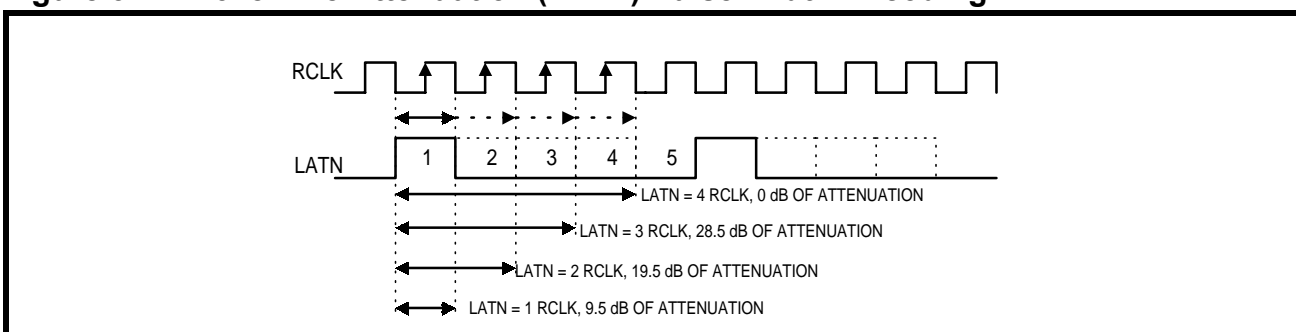 RCLK
LATN
1 2 3 4 5
LATN = 4 RCLK, 0 dB OF ATTENUATION
LATN = 3 RCLK, 28.5 dB OF ATTENUATION
LATN = 2 RCLK, 19.5 dB OF ATTENUATION
LATN = 1 RCLK, 9.5 dB OF ATTENUATION